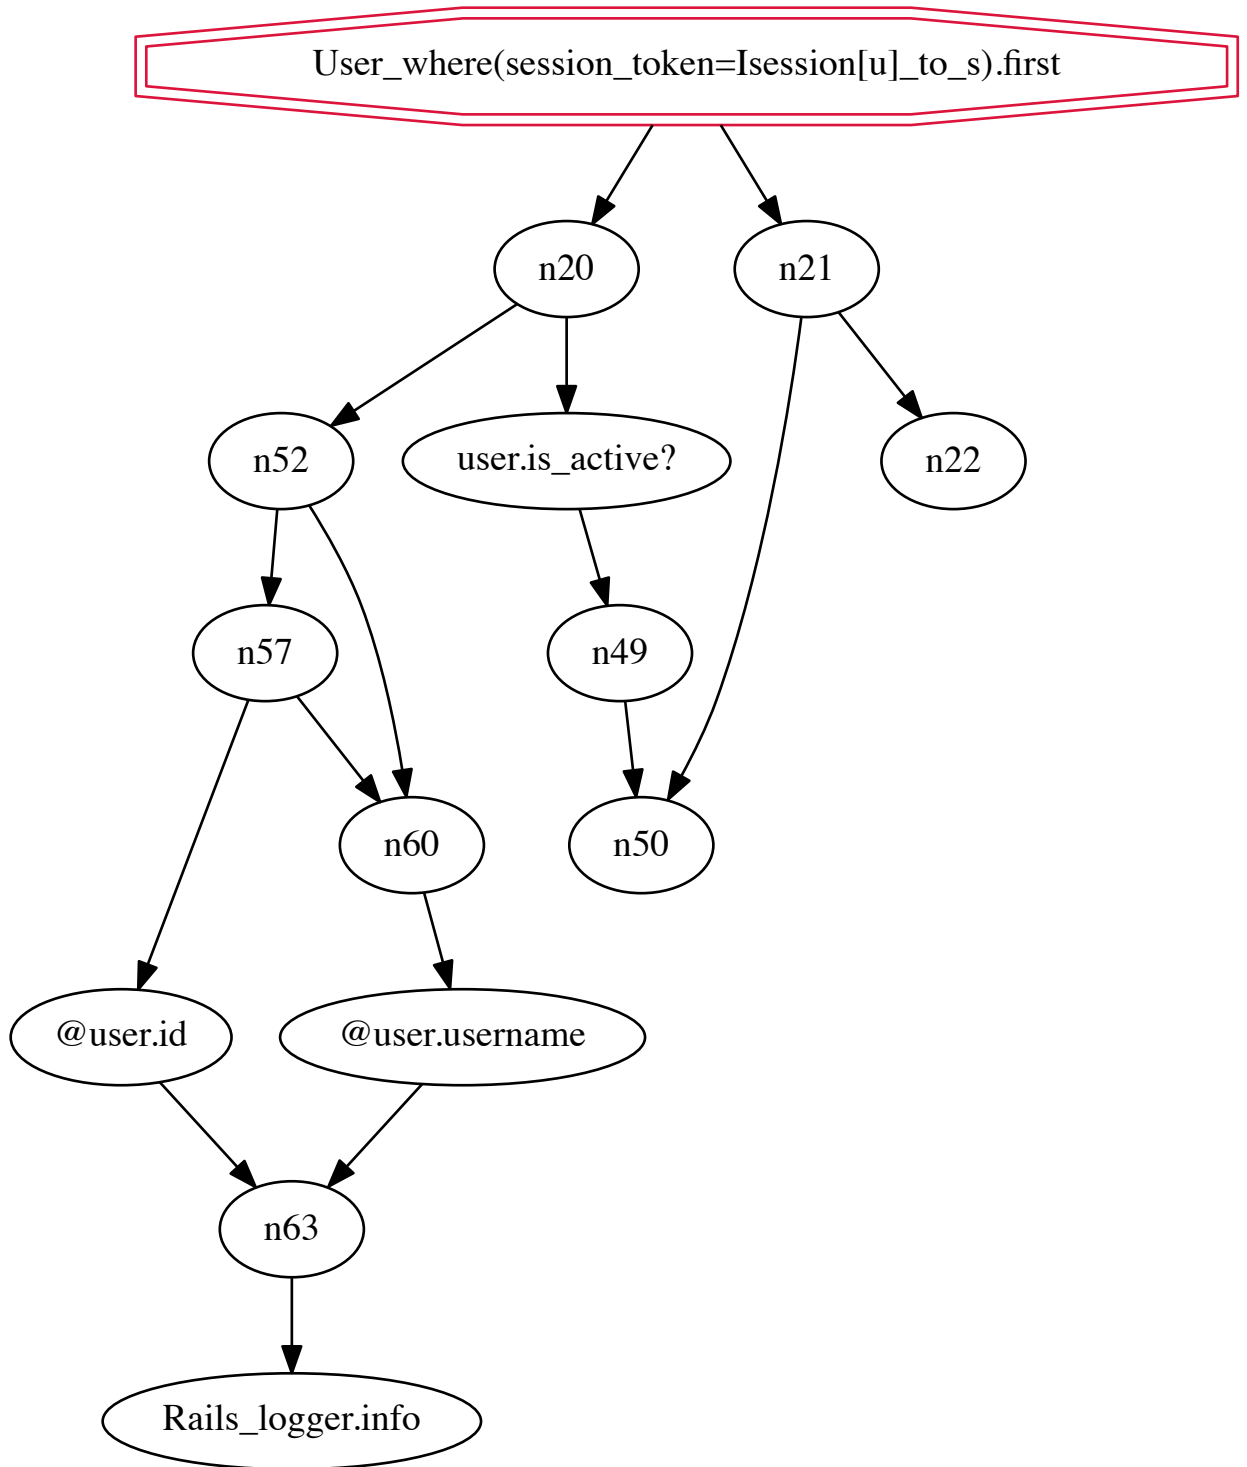 User_where(session_token=Isession[u]_to_s).first
n20
n21
n52
user.is_active?
n22
n57
n49
n60
n50
@user.id
@user.username
n63
Rails_logger.info